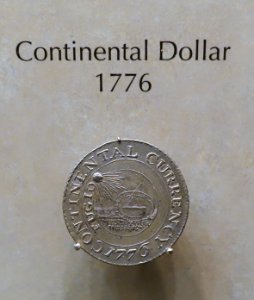 Continental Dollar
1776
CONTINENTAL CURRENCY
1776
FUGIO